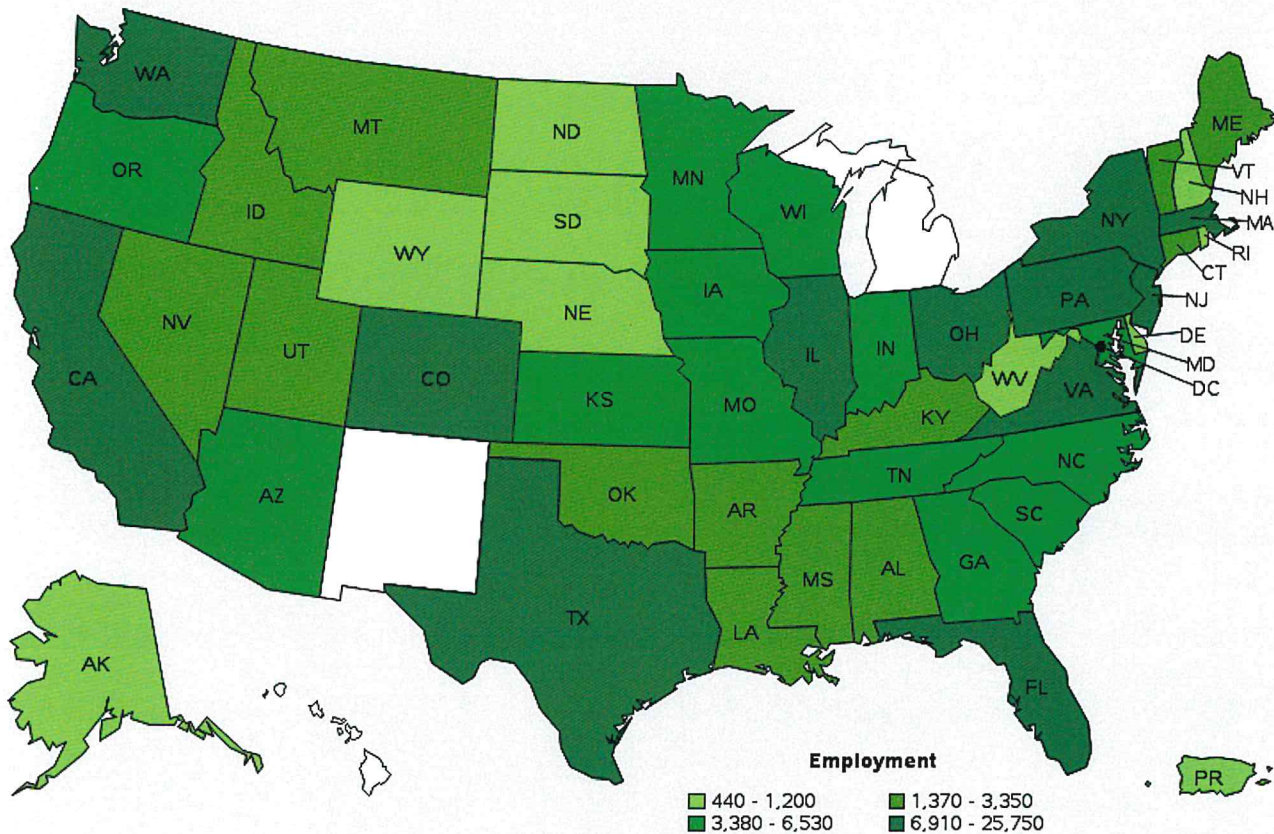 WA
MT
ND
ME
OR
MN
VT
ID
SD
WI
NH
NY
MA
WY
RI
CT
IA
NE
PA
NJ
NV
OH
DE
UT
IL
IN
MD
CA
CO
WV
VA
DC
KS
MO
KY
NC
TN
AZ
OK
AR
SC
GA
MS
AL
TX
LA
AK
FL
PR
Employment
440 - 1,200
1,370 - 3,350
3,380 - 6,530
6,910 - 25,750